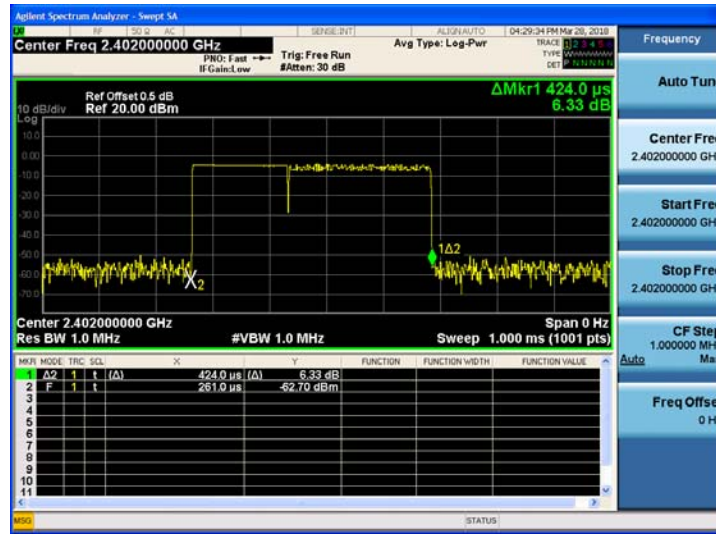 Agilent Spectrum Analyzer - Swept SA
LXI RF 50 Ω AC SENSE:INT ALIGNAUTO 04:29:34 PM Mar 28, 2018
Center Freq 2.402000000 GHz
PNO: Fast
IFGain:Low
Trig: Free Run
#Atten: 30 dB
Avg Type: Log-Pwr
TRACE 1 2 3 4 5 6
TYPE W
DET P N N N N N
Ref Offset 0.5 dB
Ref 20.00 dBm
10 dB/div
Log
ΔMkr1 424.0 µs
6.33 dB
10.0
0.00
-10.0
-20.0
-30.0
-40.0
-50.0
-60.0
-70.0
1Δ2
X2
Center 2.402000000 GHz
Res BW 1.0 MHz
#VBW 1.0 MHz
Span 0 Hz
Sweep 1.000 ms (1001 pts)
MKR MODE TRC SCL X Y FUNCTION FUNCTION WIDTH FUNCTION VALUE
1 Δ2 1 t (Δ) 424.0 µs (Δ) 6.33 dB
2 F 1 t 261.0 µs -62.70 dBm
3
4
5
6
7
8
9
10
11
MSG
STATUS
Frequency
Auto Tun
Center Fre
2.402000000 GH
Start Fre
2.402000000 GH
Stop Fre
2.402000000 GH
CF Step
1.000000 MH
Auto Ma
Freq Offse
0 H